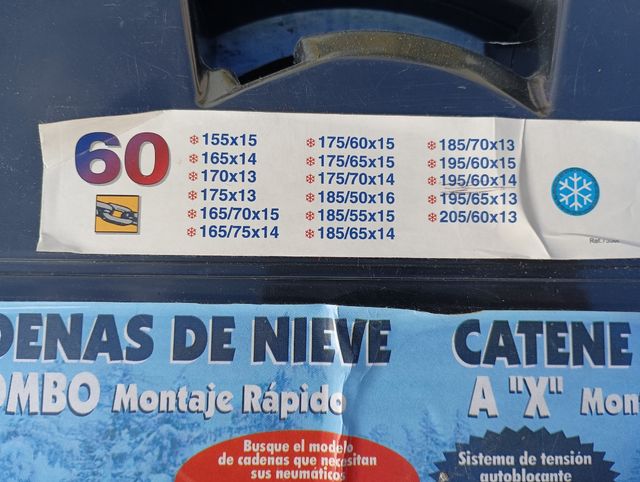 60
155x15
165x14
170x13
175x13
165/70x15
165/75x14
175/60x15
175/65x15
175/70x14
185/50x16
185/55x15
185/65x14
185/70x13
195/60x15
195/60x14
195/65x13
205/60x13
DENAS DE NIEVE
OMBO Montaje Rápido
Busque el modelo
de cadenas que necesitan
sus neumáticos
CATENE
A "X" Mon
Sistema de tensión
autoblocante